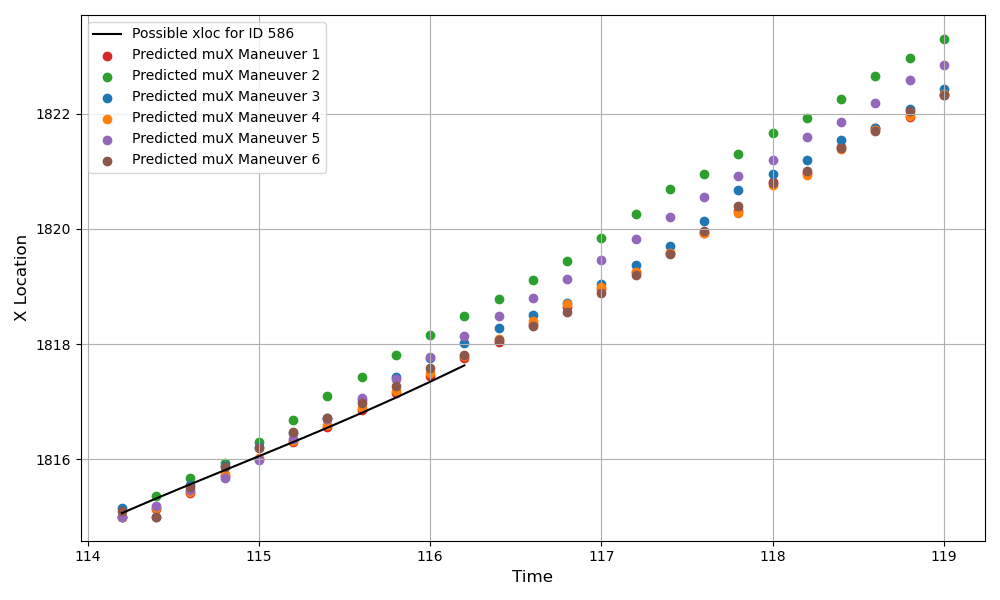 Possible xloc for ID 586
Predicted muX Maneuver 1
Predicted muX Maneuver 2
Predicted muX Maneuver 3
Predicted muX Maneuver 4
Predicted muX Maneuver 5
Predicted muX Maneuver 6
1822
1820
1818
1816
X Location
114 115 116 117 118 119
Time